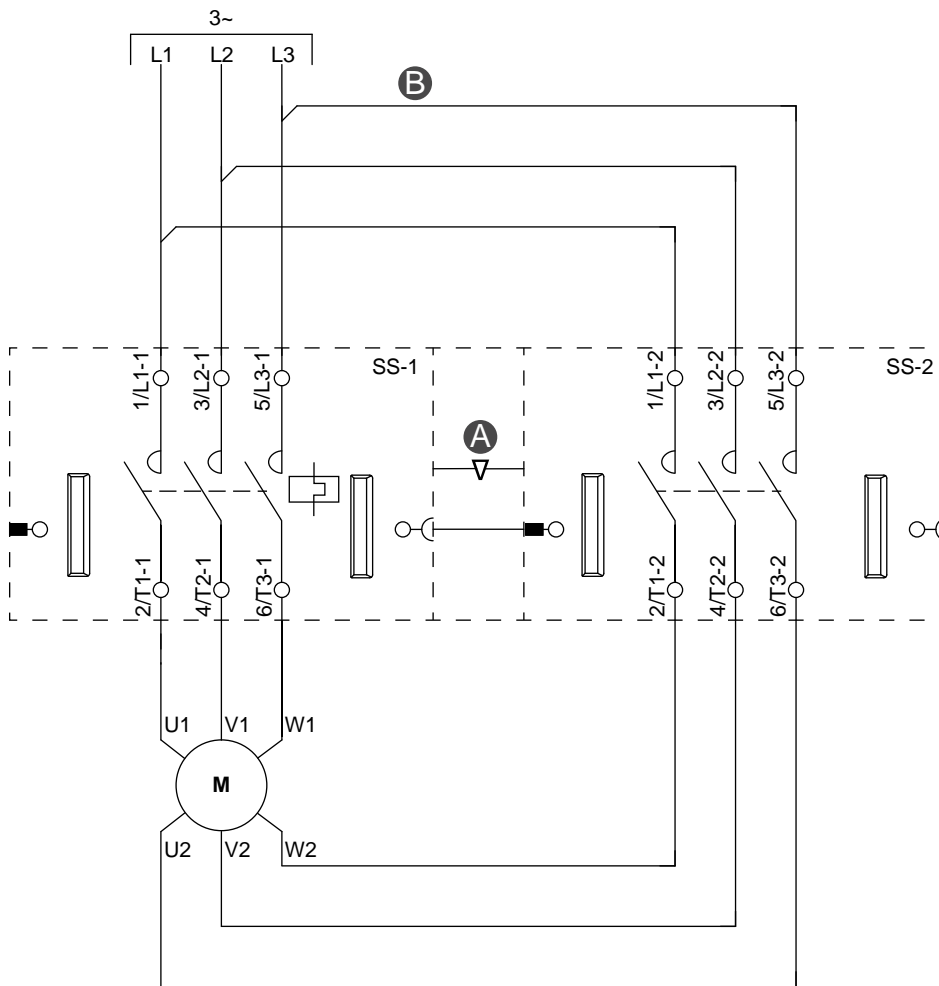 3~
L1 L2 L3
B
1/L1-1 3/L2-1 5/L3-1 SS-1 1/L1-2 3/L2-2 5/L3-2 SS-2
A
2/T1-1 4/T2-1 6/T3-1 2/T1-2 4/T2-2 6/T3-2
U1 V1 W1
M
U2 V2 W2